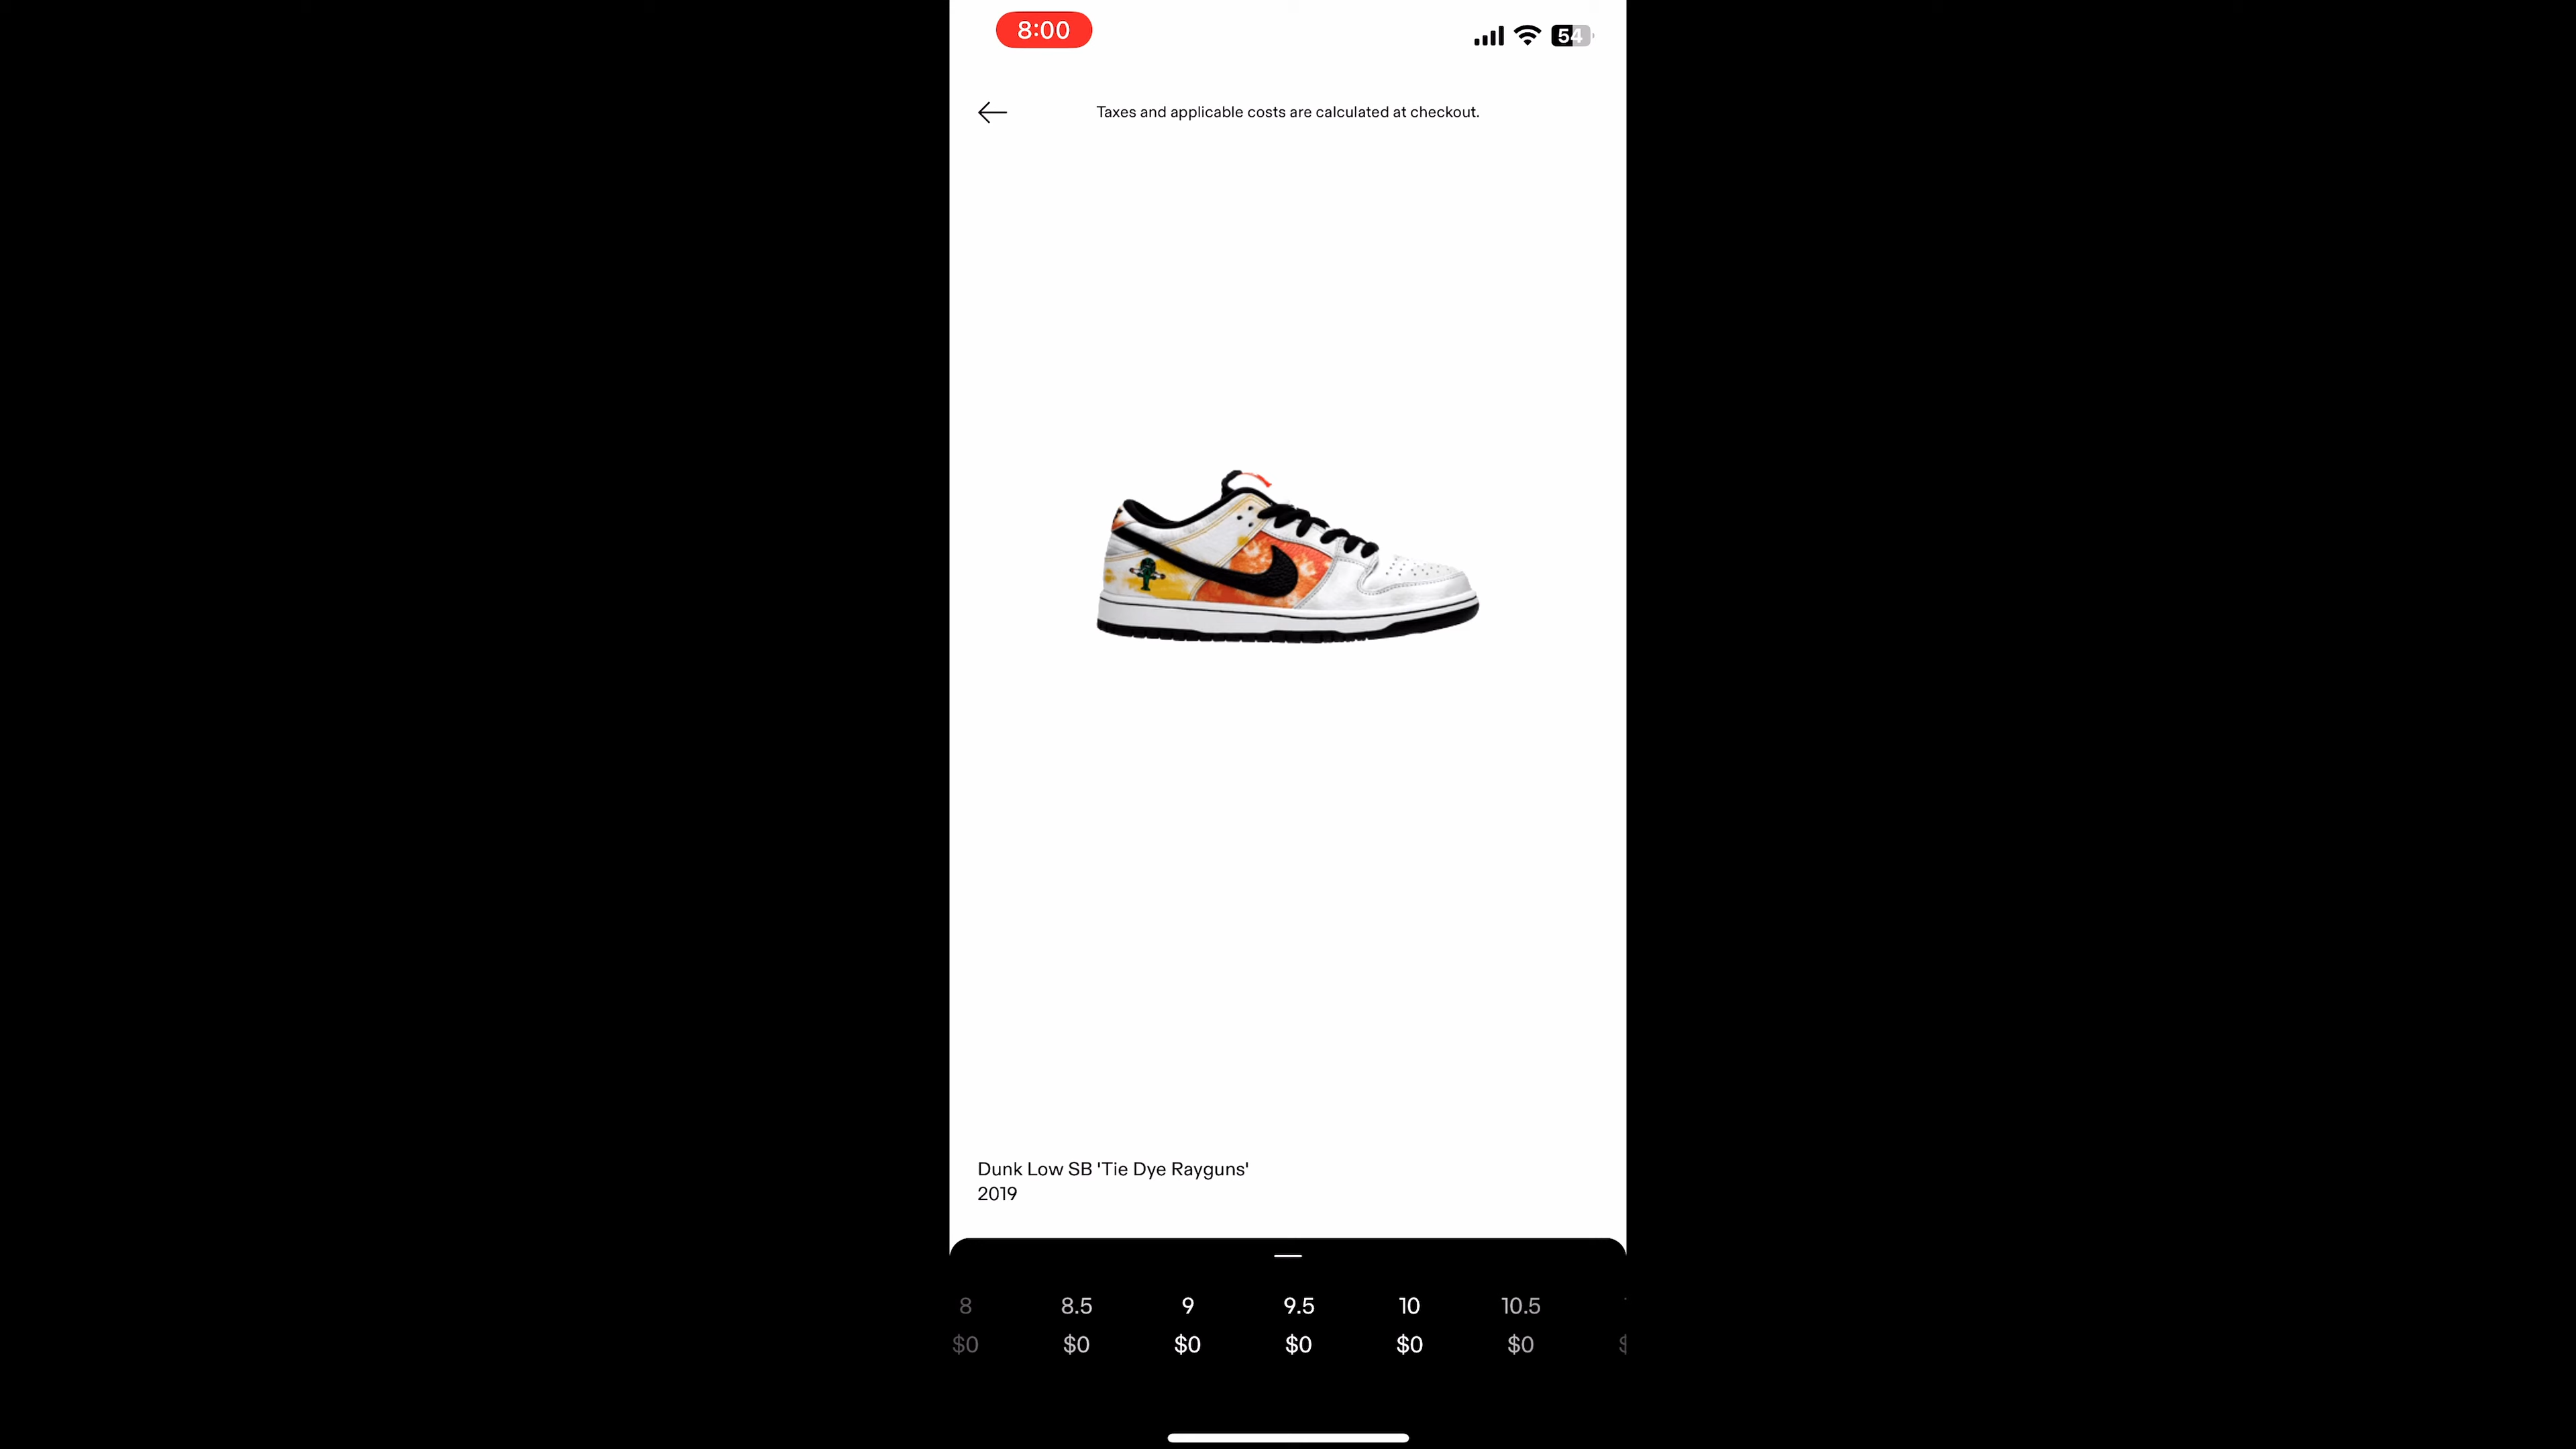 8:00
54
Taxes and applicable costs are calculated at checkout.
Dunk Low SB 'Tie Dye Rayguns'
2019
8 8.5 9 9.5 10 10.5
$0 $0 $0 $0 $0 $0 $